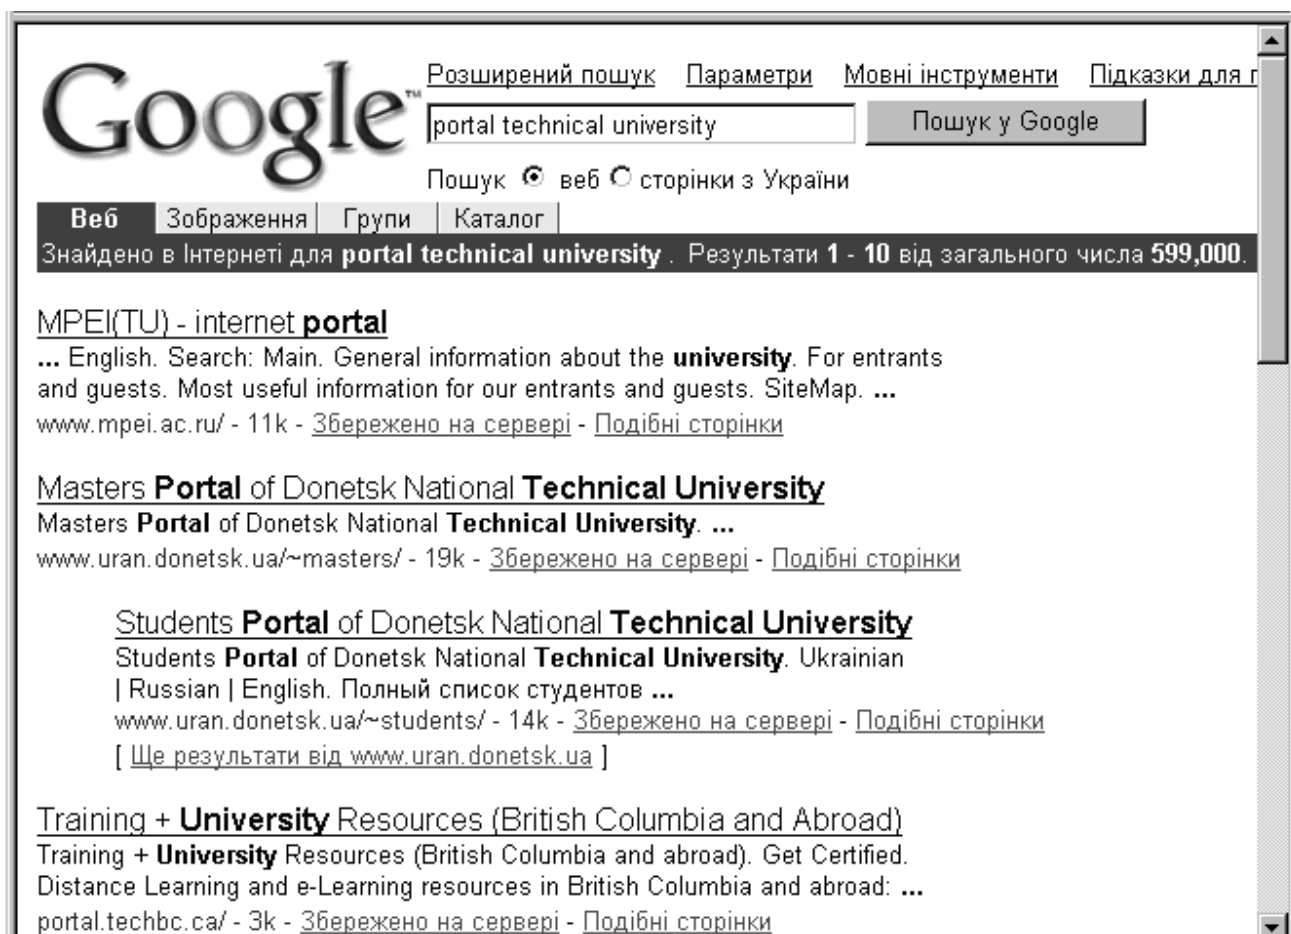 Google™
Розширений пошук Параметри Мовні інструменти Підказки для
portal technical university Пошук у Google
Пошук веб сторінки з України
Веб Зображення Групи Каталог
Знайдено в Інтернеті для portal technical university . Результати 1 - 10 від загального числа 599,000.
MPEI(TU) - internet portal
... English. Search: Main. General information about the university. For entrants
and guests. Most useful information for our entrants and guests. SiteMap. ...
www.mpei.ac.ru/ - 11k - Збережено на сервері - Подібні сторінки
Masters Portal of Donetsk National Technical University
Masters Portal of Donetsk National Technical University. ...
www.uran.donetsk.ua/~masters/ - 19k - Збережено на сервері - Подібні сторінки
Students Portal of Donetsk National Technical University
Students Portal of Donetsk National Technical University. Ukrainian
| Russian | English. Полный список студентов ...
www.uran.donetsk.ua/~students/ - 14k - Збережено на сервері - Подібні сторінки
[ Ще результати від www.uran.donetsk.ua ]
Training + University Resources (British Columbia and Abroad)
Training + University Resources (British Columbia and abroad). Get Certified.
Distance Learning and e-Learning resources in British Columbia and abroad: ...
portal.techbc.ca/ - 3k - Збережено на сервері - Подібні сторінки